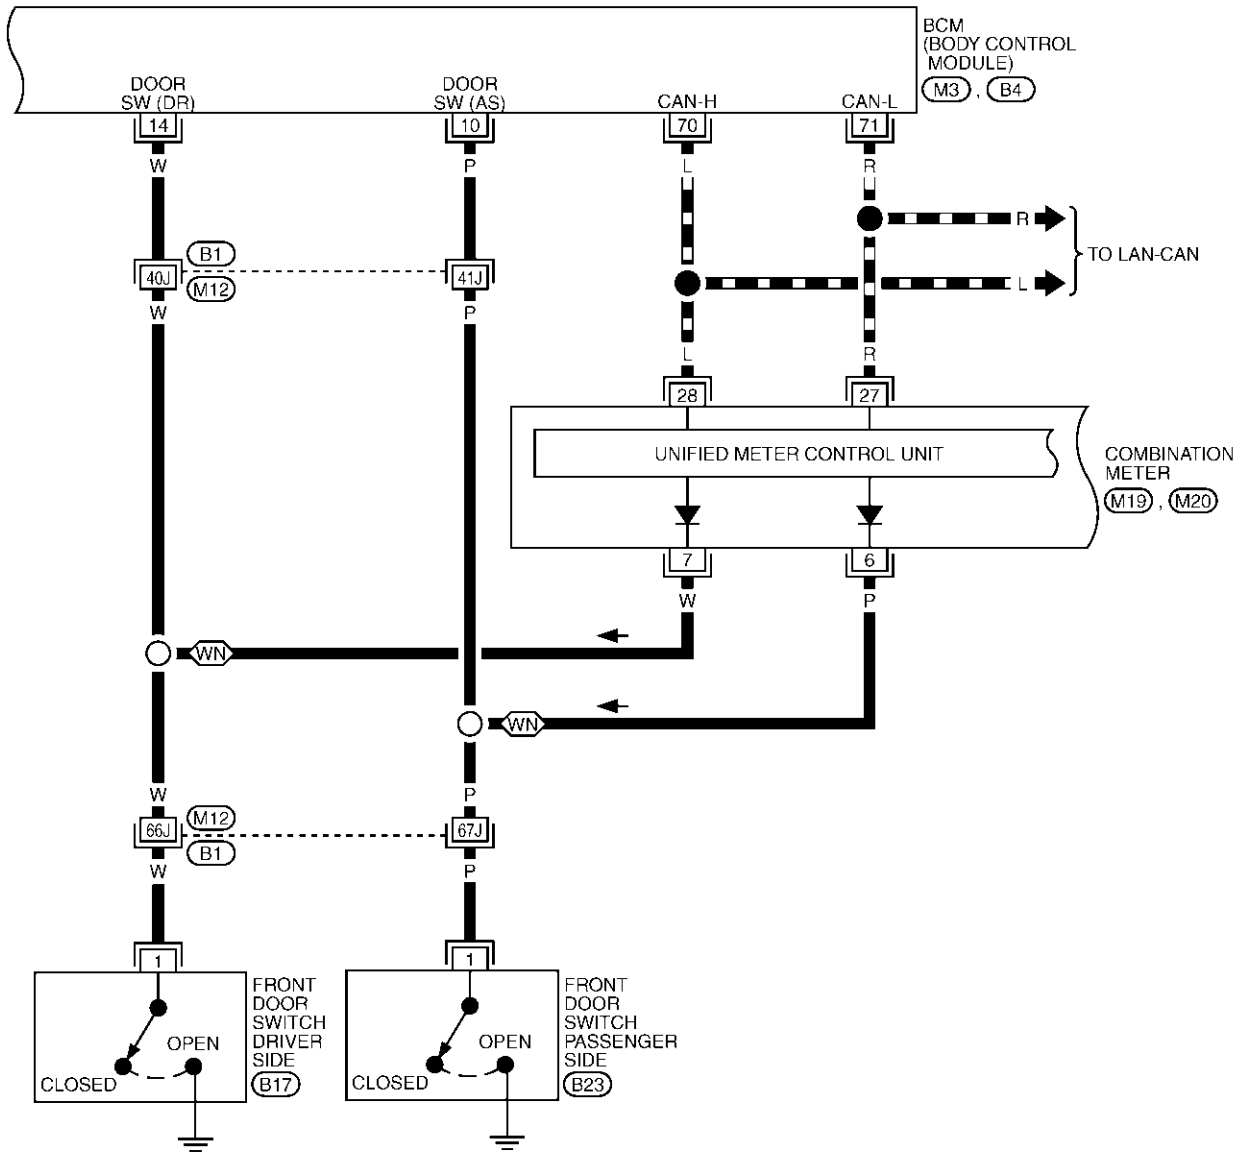 BCM
(BODY CONTROL
MODULE)
M3 , B4
DOOR
SW (DR)
DOOR
SW (AS)
CAN-H
CAN-L
14
10
70
71
W
P
L
R
R
TO LAN-CAN
B1
40J
41J
M12
L
W
P
L
R
28
27
UNIFIED METER CONTROL UNIT
COMBINATION
METER
M19 , M20
7
6
W
P
WN
WN
W
P
M12
66J
67J
B1
W
P
1
1
FRONT
DOOR
SWITCH
DRIVER
SIDE
B17
OPEN
CLOSED
FRONT
DOOR
SWITCH
PASSENGER
SIDE
B23
OPEN
CLOSED